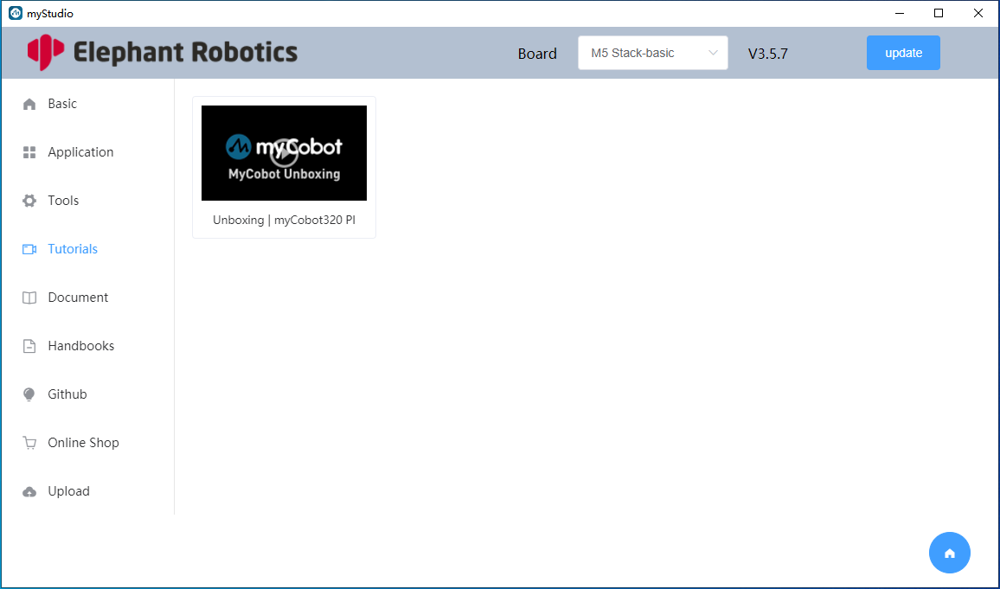 myStudio
Elephant Robotics
Board
M5 Stack-basic
V3.5.7
update
Basic
Application
Tools
Tutorials
Document
Handbooks
Github
Online Shop
Upload
myCobot
MyCobot Unboxing
Unboxing | myCobot320 PI